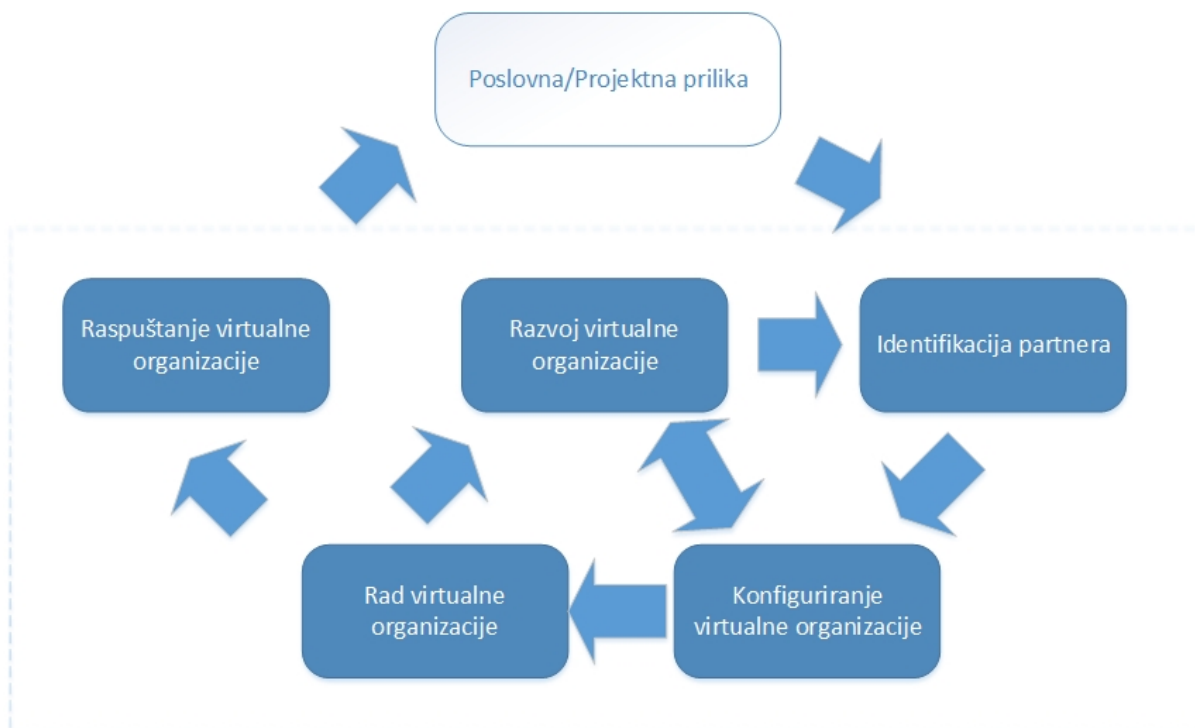 Poslovna/Projektna prilika
Raspuštanje virtualne
organizacije
Razvoj virtualne
organizacije
Identifikacija partnera
Rad virtualne
organizacije
Konfiguriranje
virtualne organizacije